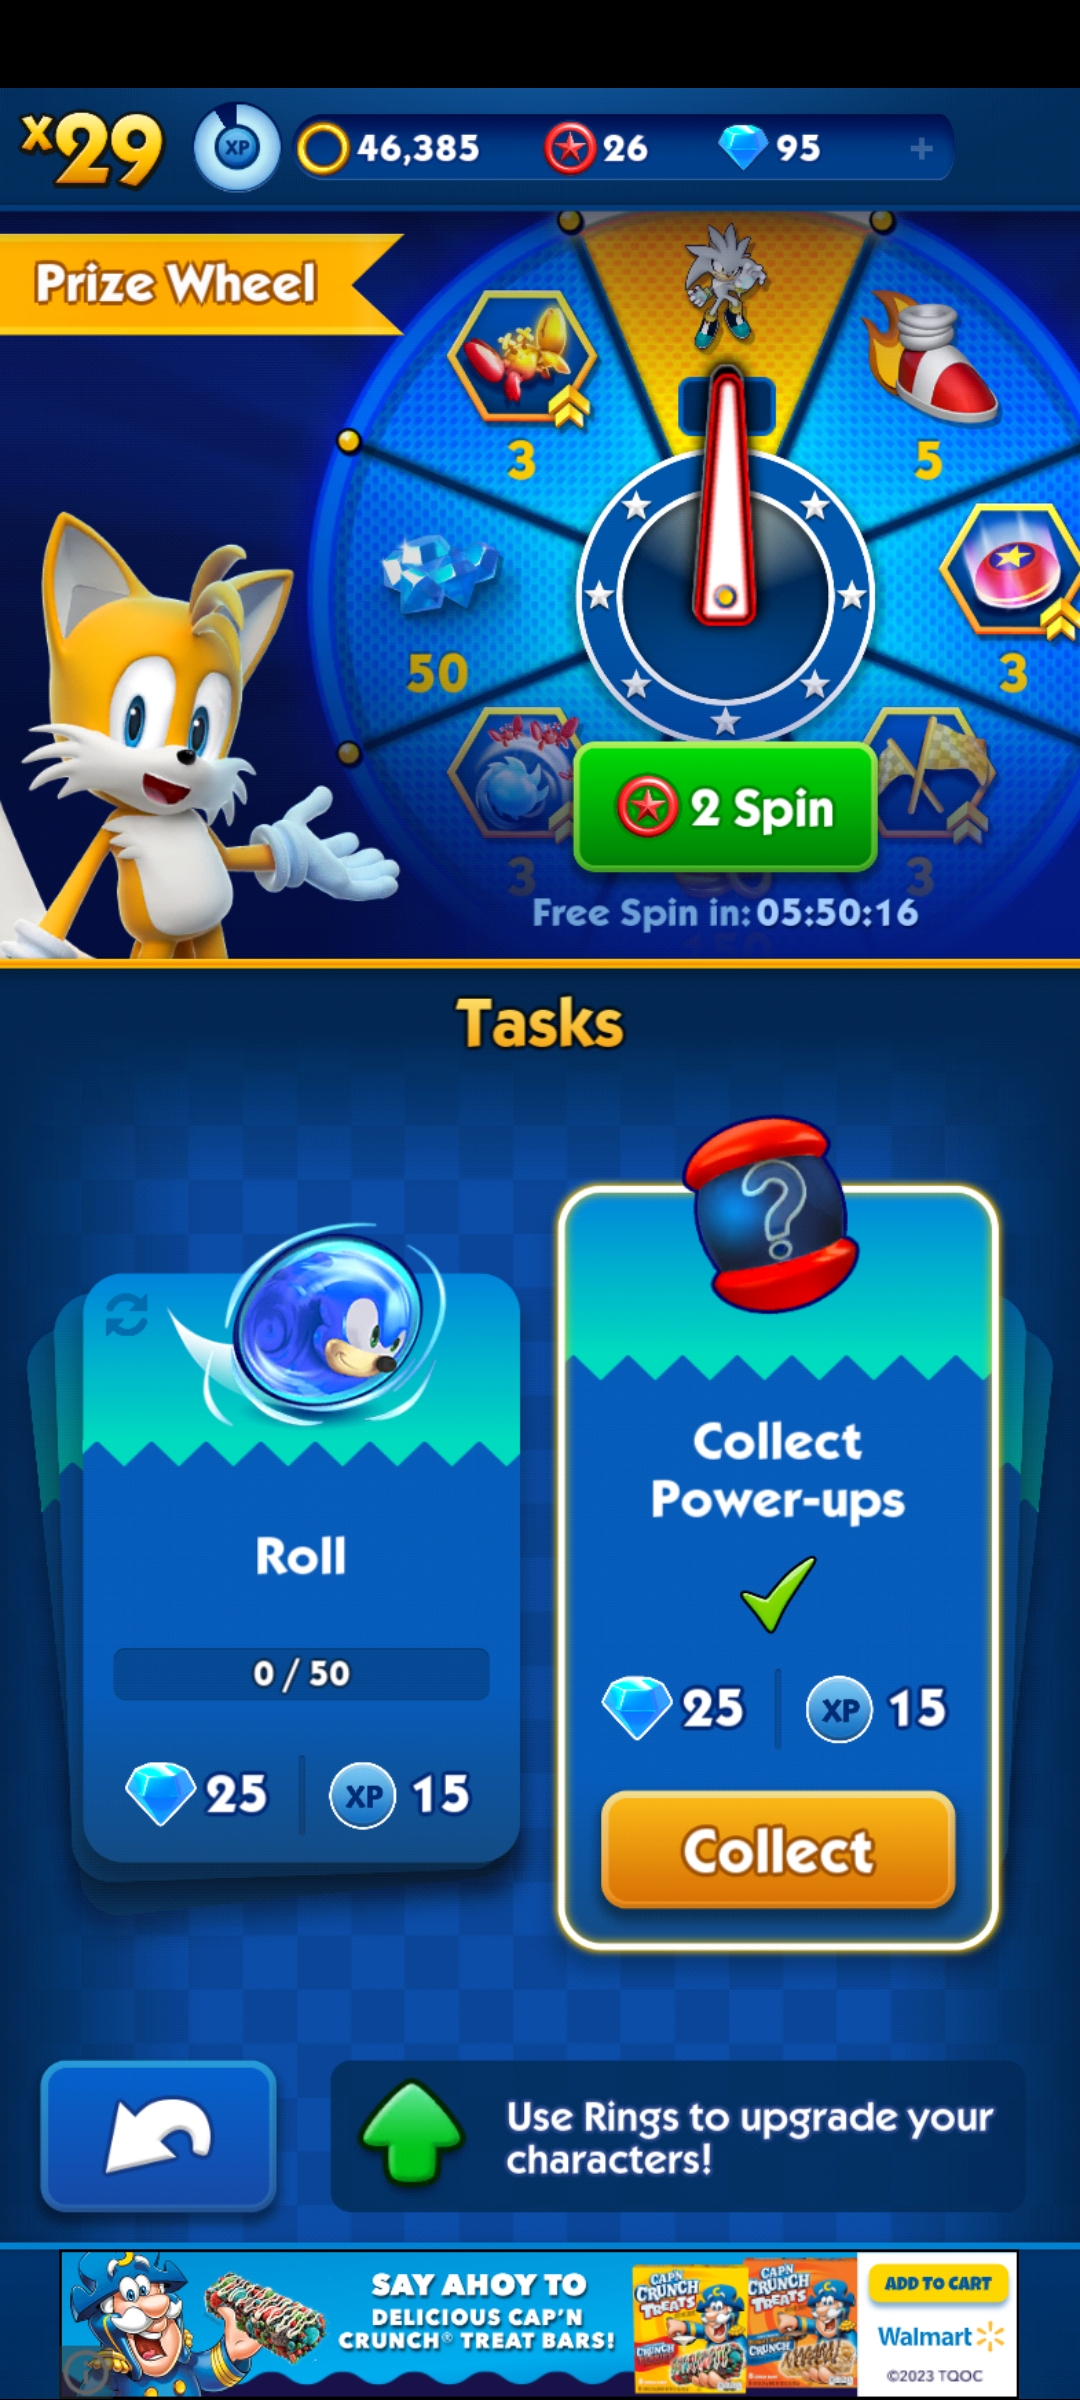 x29
XP
46,385
26
95
+
Prize Wheel
3
5
50
3
3
3
2 Spin
Free Spin in: 05:50:16
Tasks
?
Roll
0 / 50
25
XP
15
Collect
Power-ups
25
XP
15
Collect
Use Rings to upgrade your
characters!
SAY AHOY TO
DELICIOUS CAP'N
CRUNCH® TREAT BARS!
CAP'N
CRUNCH
TREATS
CRUNCH
CAP'N
CRUNCH
TREATS
ADD TO CART
Walmart
©2023 TQOC